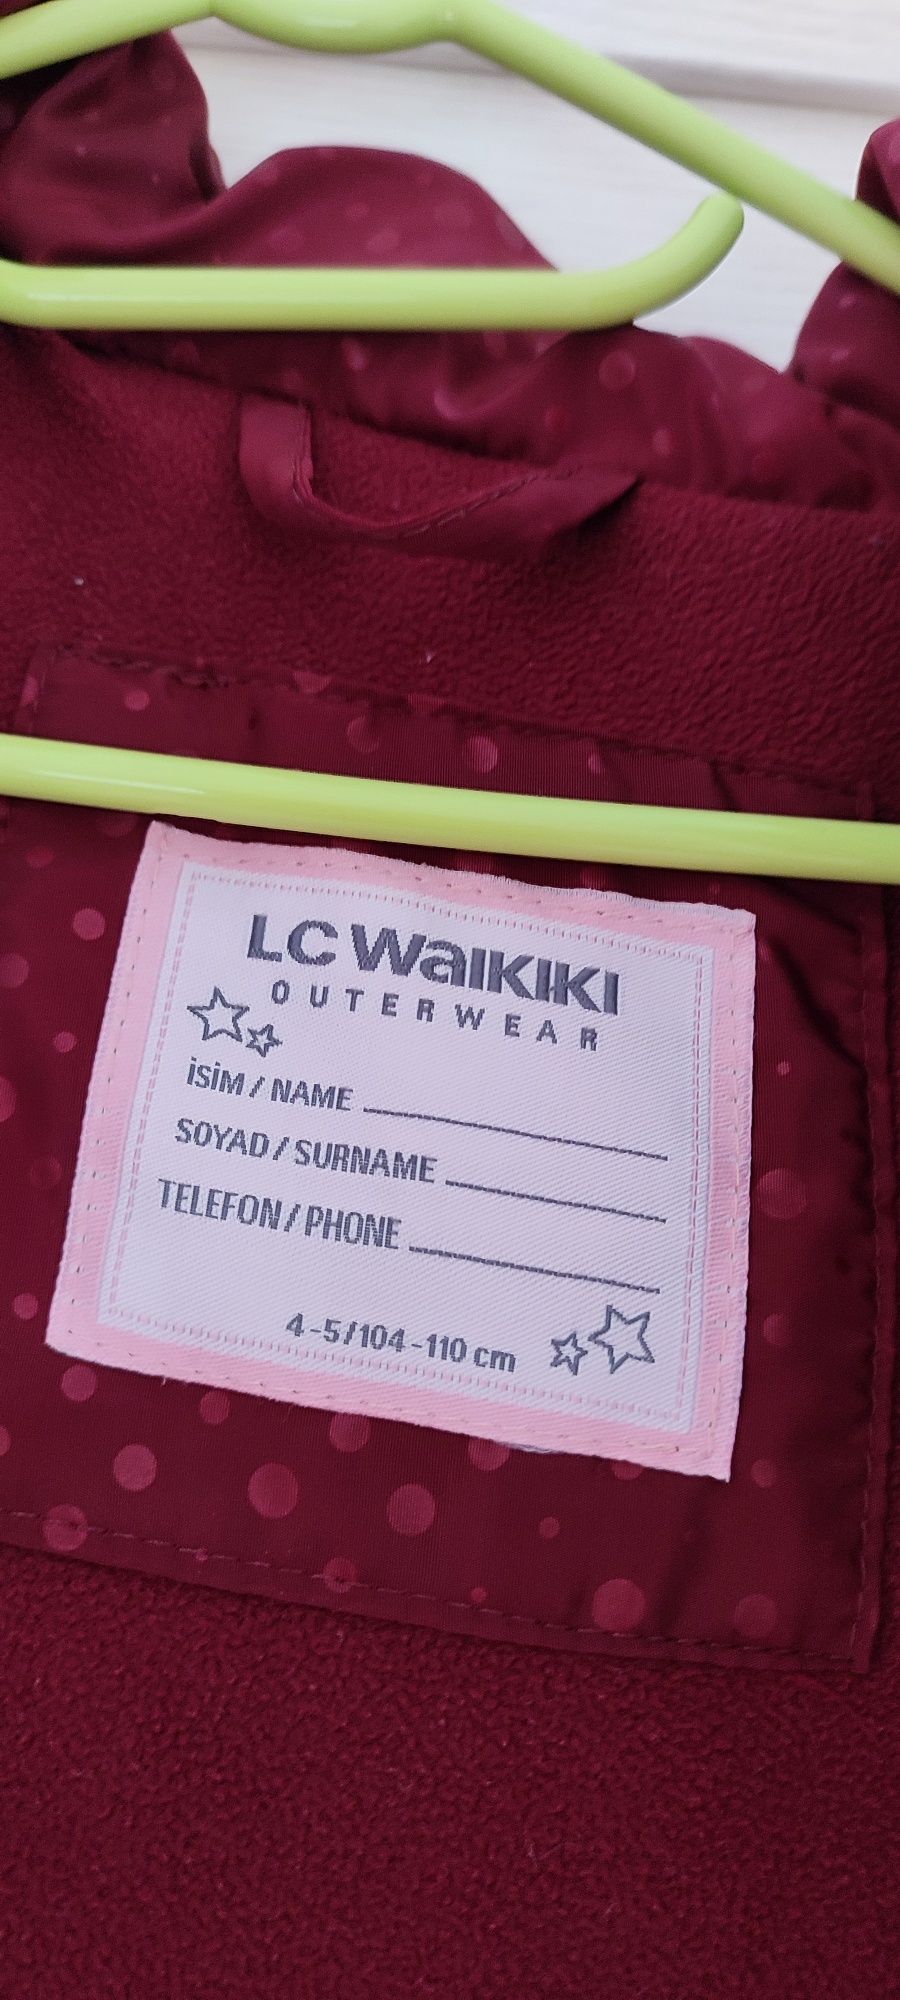 LC WaiKiKi
OUTERWEAR
İSİM / NAME
SOYAD / SURNAME
TELEFON / PHONE
4-5/104-110 cm